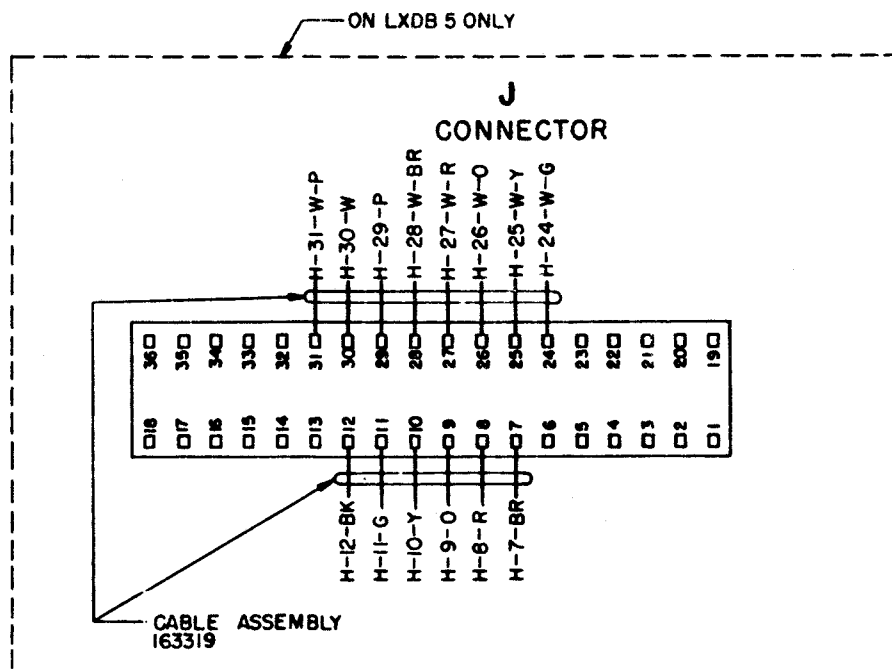 ON LXDB 5 ONLY
J
CONNECTOR
H-31-W-P
H-30-W
H-29-P
H-28-W-BR
H-27-W-R
H-26-W-O
H-25-W-Y
H-24-W-G
36 35 34 33 32 31 30 29 28 27 26 25 24 23 22 21 20 19
18 17 16 15 14 13 12 11 10 9 8 7 6 5 4 3 2 1
H-12-BK
H-11-G
H-10-Y
H-9-O
H-8-R
H-7-BR
CABLE ASSEMBLY
163319